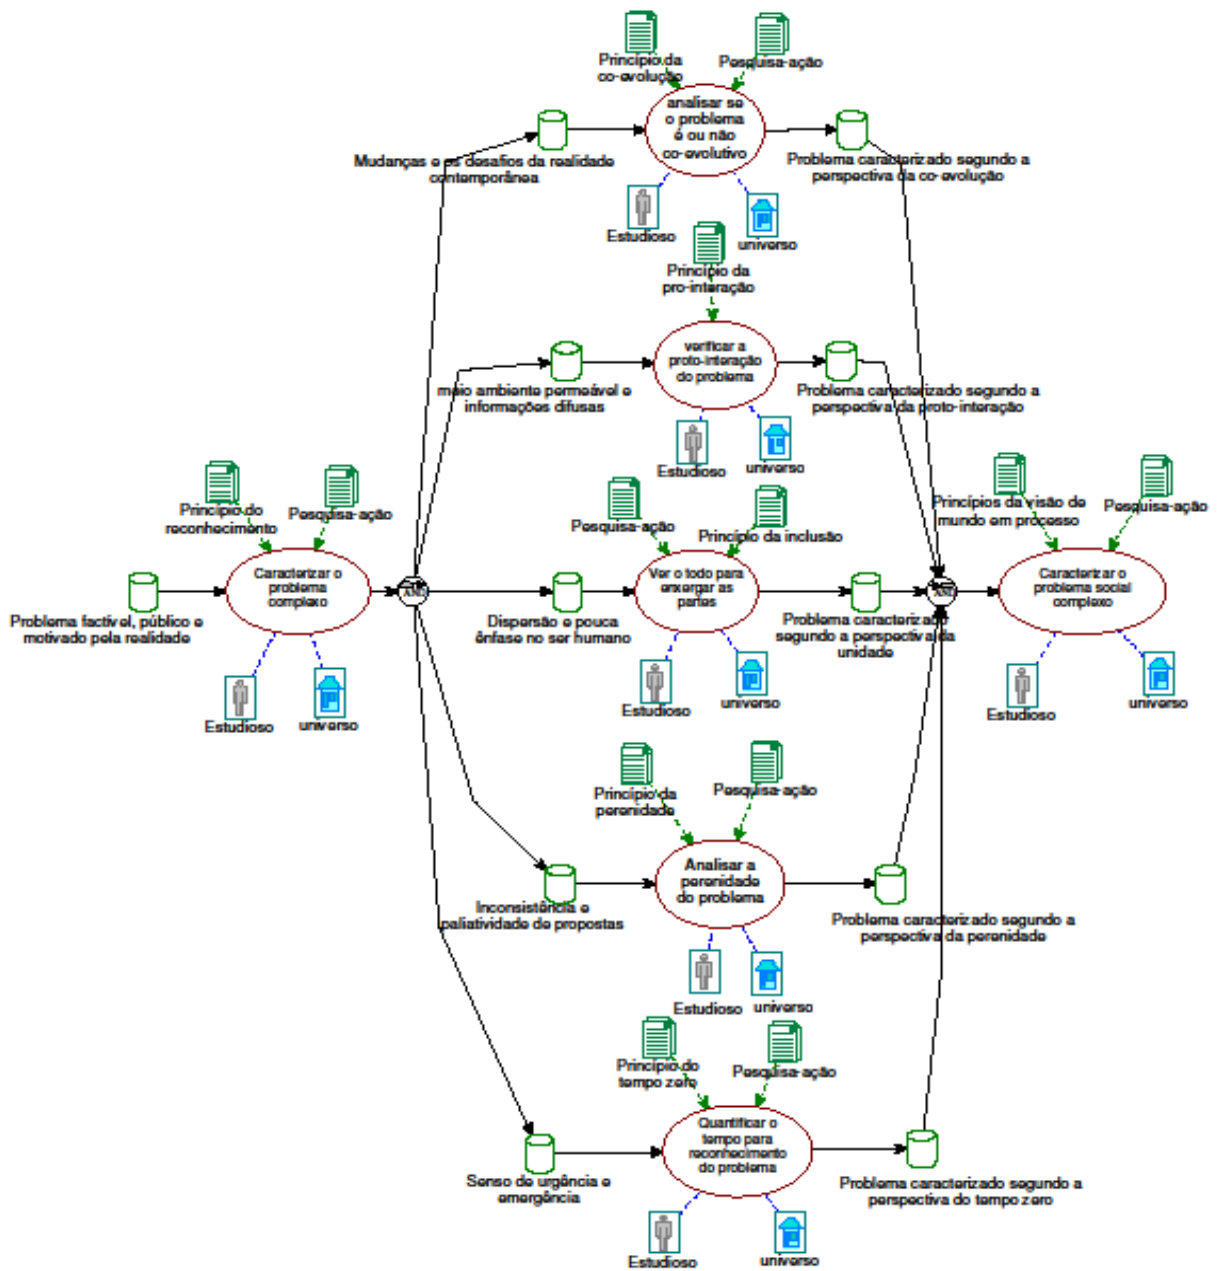 Princípio da
co-evolução
Pesquisa-ação
analisar se
o problema
é ou não
co-evolutivo
Mudanças e os desafios da realidade
contemporânea
Problema caracterizado segundo a
perspectiva da co-evolução
Estudioso
universo
Princípio da
pro-interação
verificar a
proto-interação
do problema
meio ambiente permeável e
informações difusas
Problema caracterizado segundo a
perspectiva da proto-interação
Estudioso
universo
Princípio do
reconhecimento
Pesquisa-ação
Caracterizar o
problema
complexo
Problema factível, público e
motivado pela realidade
Estudioso
universo
AND
Pesquisa-ação
Princípio da inclusão
Ver o todo para
enxergar as
partes
Dispersão e pouca
ênfase no ser humano
Problema caracterizado
segundo a perspectiva da
unidade
Estudioso
universo
AND
Princípios da visão de
mundo em processo
Pesquisa-ação
Caracterizar o
problema social
complexo
Estudioso
universo
Princípio da
perenidade
Pesquisa-ação
Analisar a
perenidade
do problema
Inconsistência e
paliatividade de propostas
Problema caracterizado segundo a
perspectiva da perenidade
Estudioso
universo
Princípio do
tempo zero
Pesquisa-ação
Quantificar o
tempo para
reconhecimento
do problema
Senso de urgência e
emergência
Problema caracterizado segundo a
perspectiva do tempo zero
Estudioso
universo